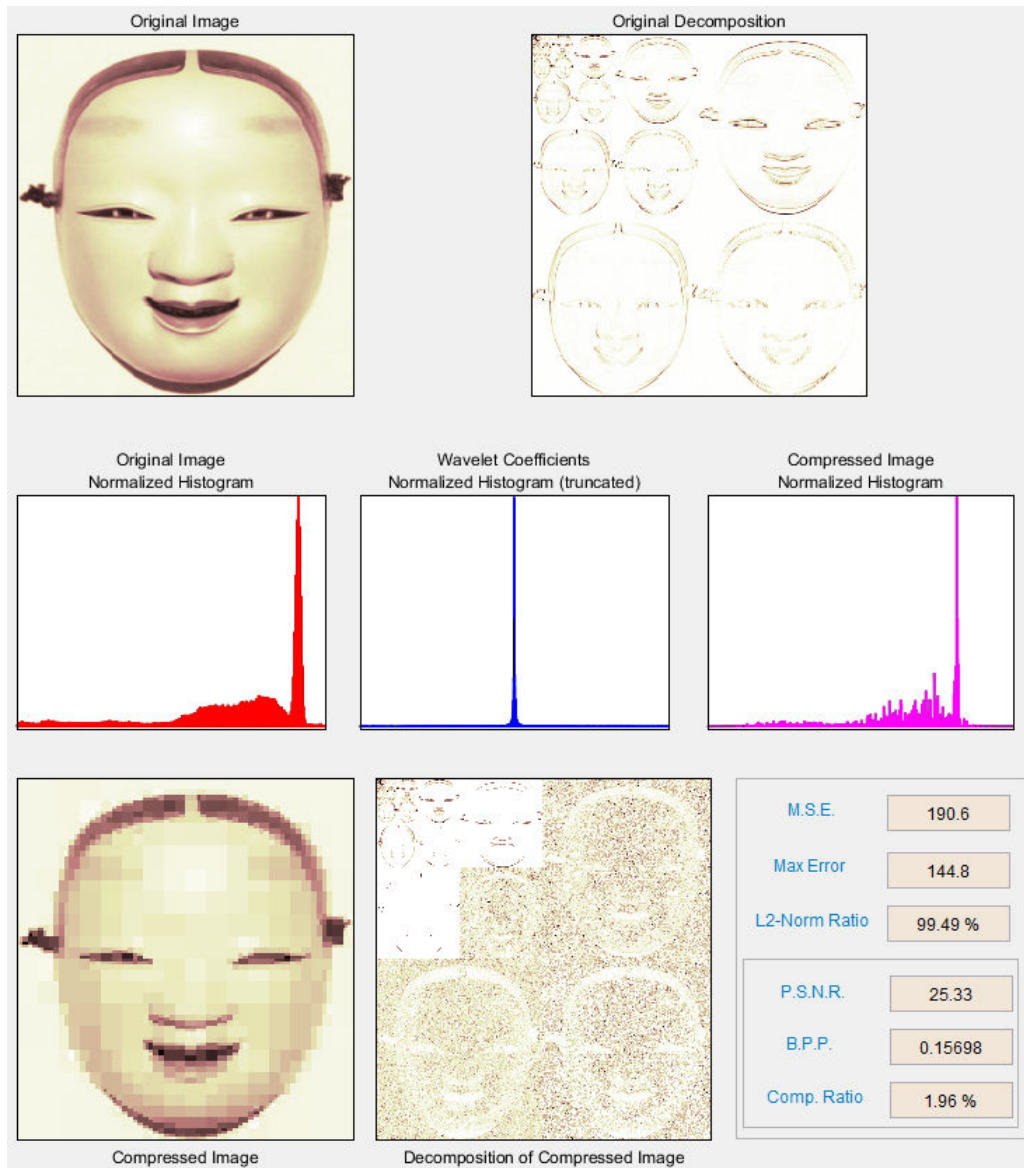 Original Image
Original Decomposition
Original Image
Normalized Histogram
Wavelet Coefficients
Normalized Histogram (truncated)
Compressed Image
Normalized Histogram
M.S.E.
190.6
Max Error
144.8
L2-Norm Ratio
99.49 %
P.S.N.R.
25.33
B.P.P.
0.15698
Comp. Ratio
1.96 %
Compressed Image
Decomposition of Compressed Image